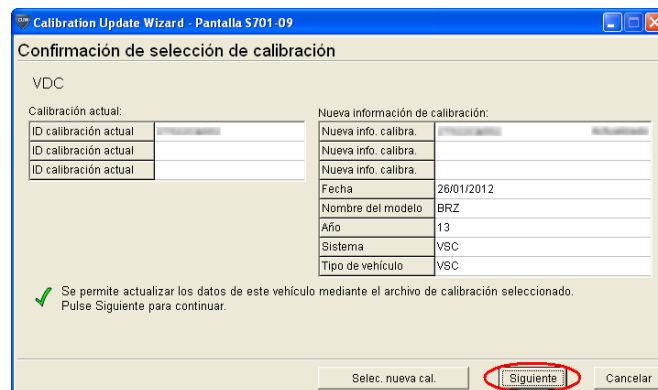 Calibration Update Wizard - Pantalla S701-09
Confirmación de selección de calibración
VDC
Calibración actual:
ID calibración actual
ID calibración actual
ID calibración actual
Nueva información de calibración:
Nueva info. calibra.
Nueva info. calibra.
Nueva info. calibra.
Fecha 26/01/2012
Nombre del modelo BRZ
Año 13
Sistema VSC
Tipo de vehículo VSC
Se permite actualizar los datos de este vehículo mediante el archivo de calibración seleccionado.
Pulse Siguiente para continuar.
Selec. nueva cal. Siguiente Cancelar